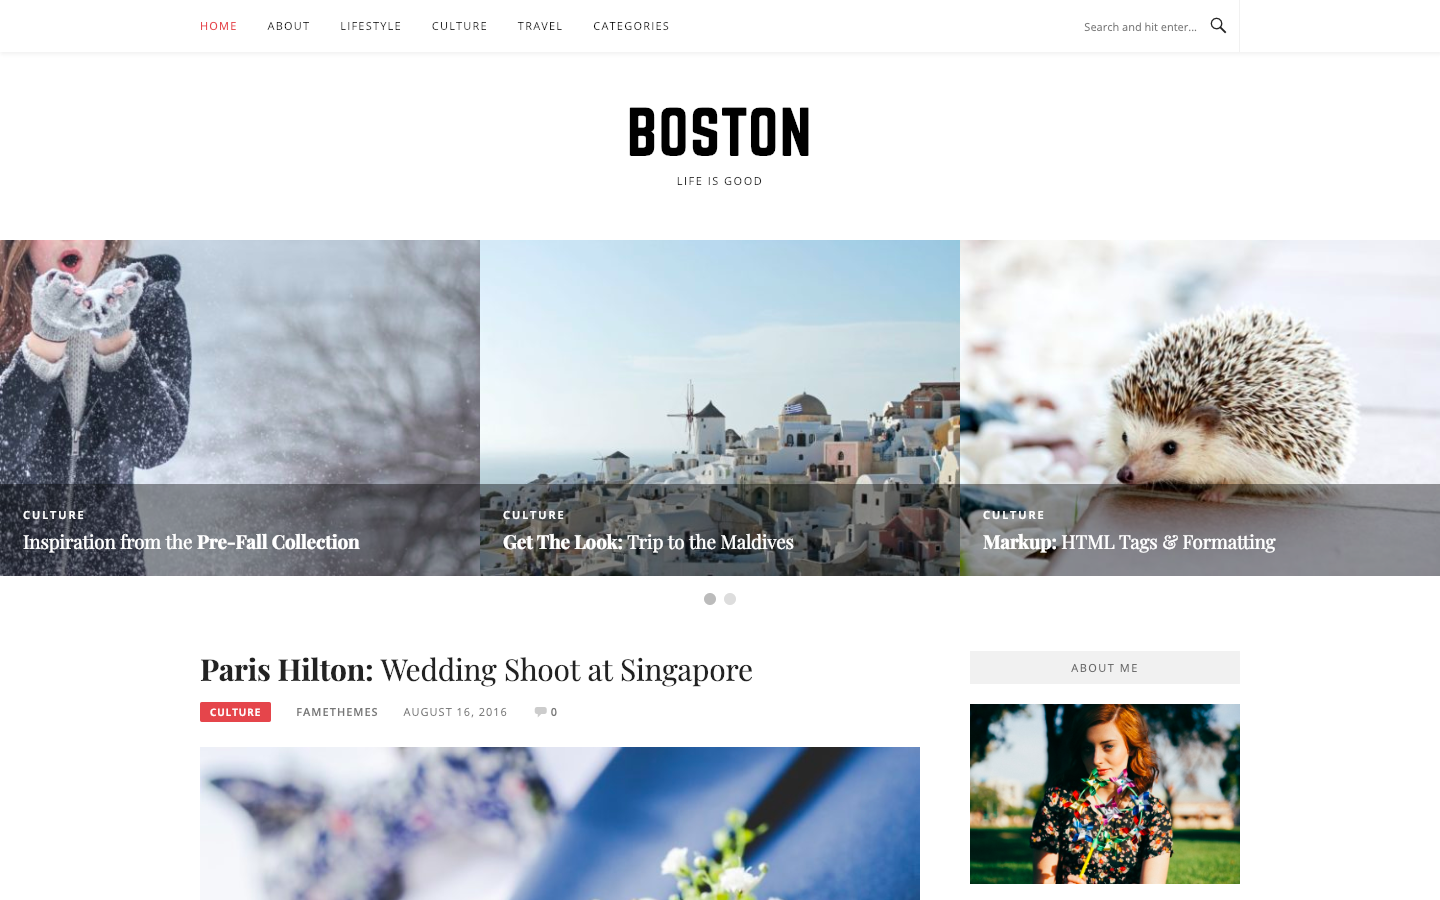 HOME ABOUT LIFESTYLE CULTURE TRAVEL CATEGORIES Search and hit enter...
BOSTON
LIFE IS GOOD
CULTURE
Inspiration from the Pre-Fall Collection
CULTURE
Get The Look: Trip to the Maldives
CULTURE
Markup: HTML Tags & Formatting
Paris Hilton: Wedding Shoot at Singapore
CULTURE FAMETHEMES AUGUST 16, 2016 0
ABOUT ME